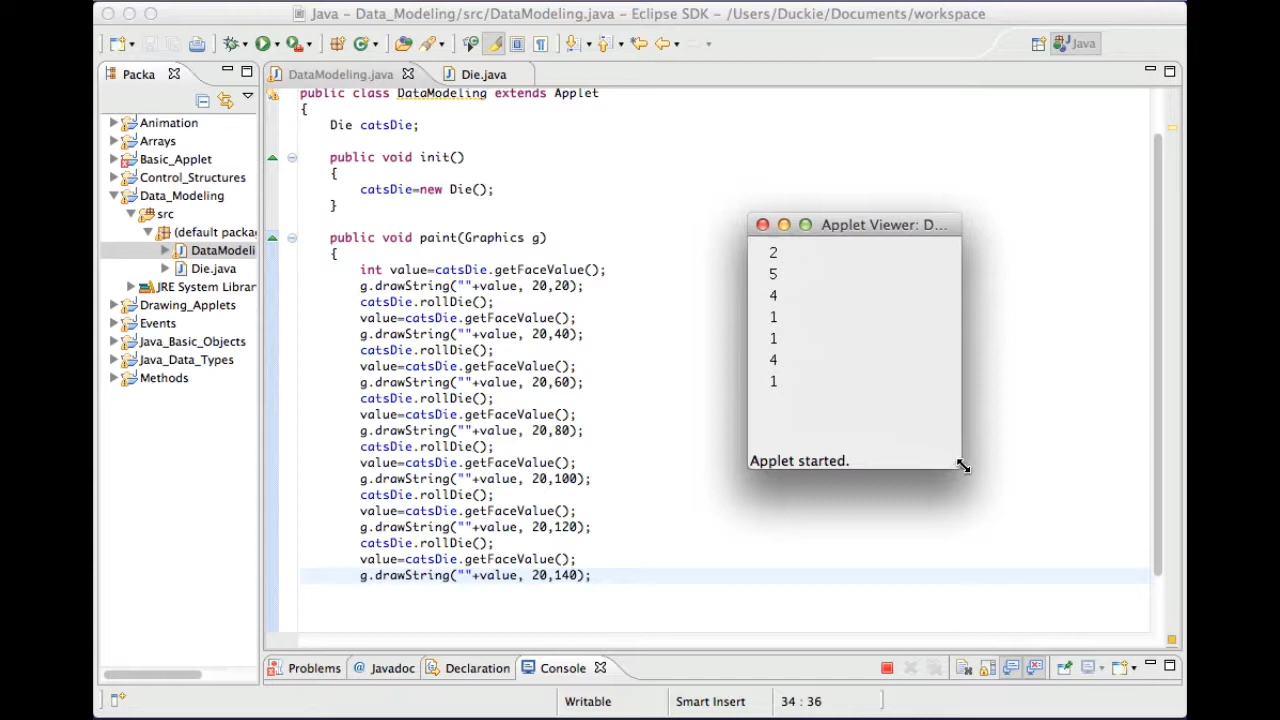 Java – Data_Modeling/src/DataModeling.java – Eclipse SDK – /Users/Duckie/Documents/workspace
Java
Packa
DataModeling.java
Die.java
Animation
Arrays
Basic_Applet
Control_Structures
Data_Modeling
src
(default packa
DataModeli
Die.java
JRE System Librar
Drawing_Applets
Events
Java_Basic_Objects
Java_Data_Types
Methods
public class DataModeling extends Applet
{
Die catsDie;
public void init()
{
catsDie=new Die();
}
public void paint(Graphics g)
{
int value=catsDie.getFaceValue();
g.drawString(""+value, 20,20);
catsDie.rollDie();
value=catsDie.getFaceValue();
g.drawString(""+value, 20,40);
catsDie.rollDie();
value=catsDie.getFaceValue();
g.drawString(""+value, 20,60);
catsDie.rollDie();
value=catsDie.getFaceValue();
g.drawString(""+value, 20,80);
catsDie.rollDie();
value=catsDie.getFaceValue();
g.drawString(""+value, 20,100);
catsDie.rollDie();
value=catsDie.getFaceValue();
g.drawString(""+value, 20,120);
catsDie.rollDie();
value=catsDie.getFaceValue();
g.drawString(""+value, 20,140);
Applet Viewer: D...
2
5
4
1
1
4
1
Applet started.
Problems
@ Javadoc
Declaration
Console
Writable
Smart Insert
34 : 36